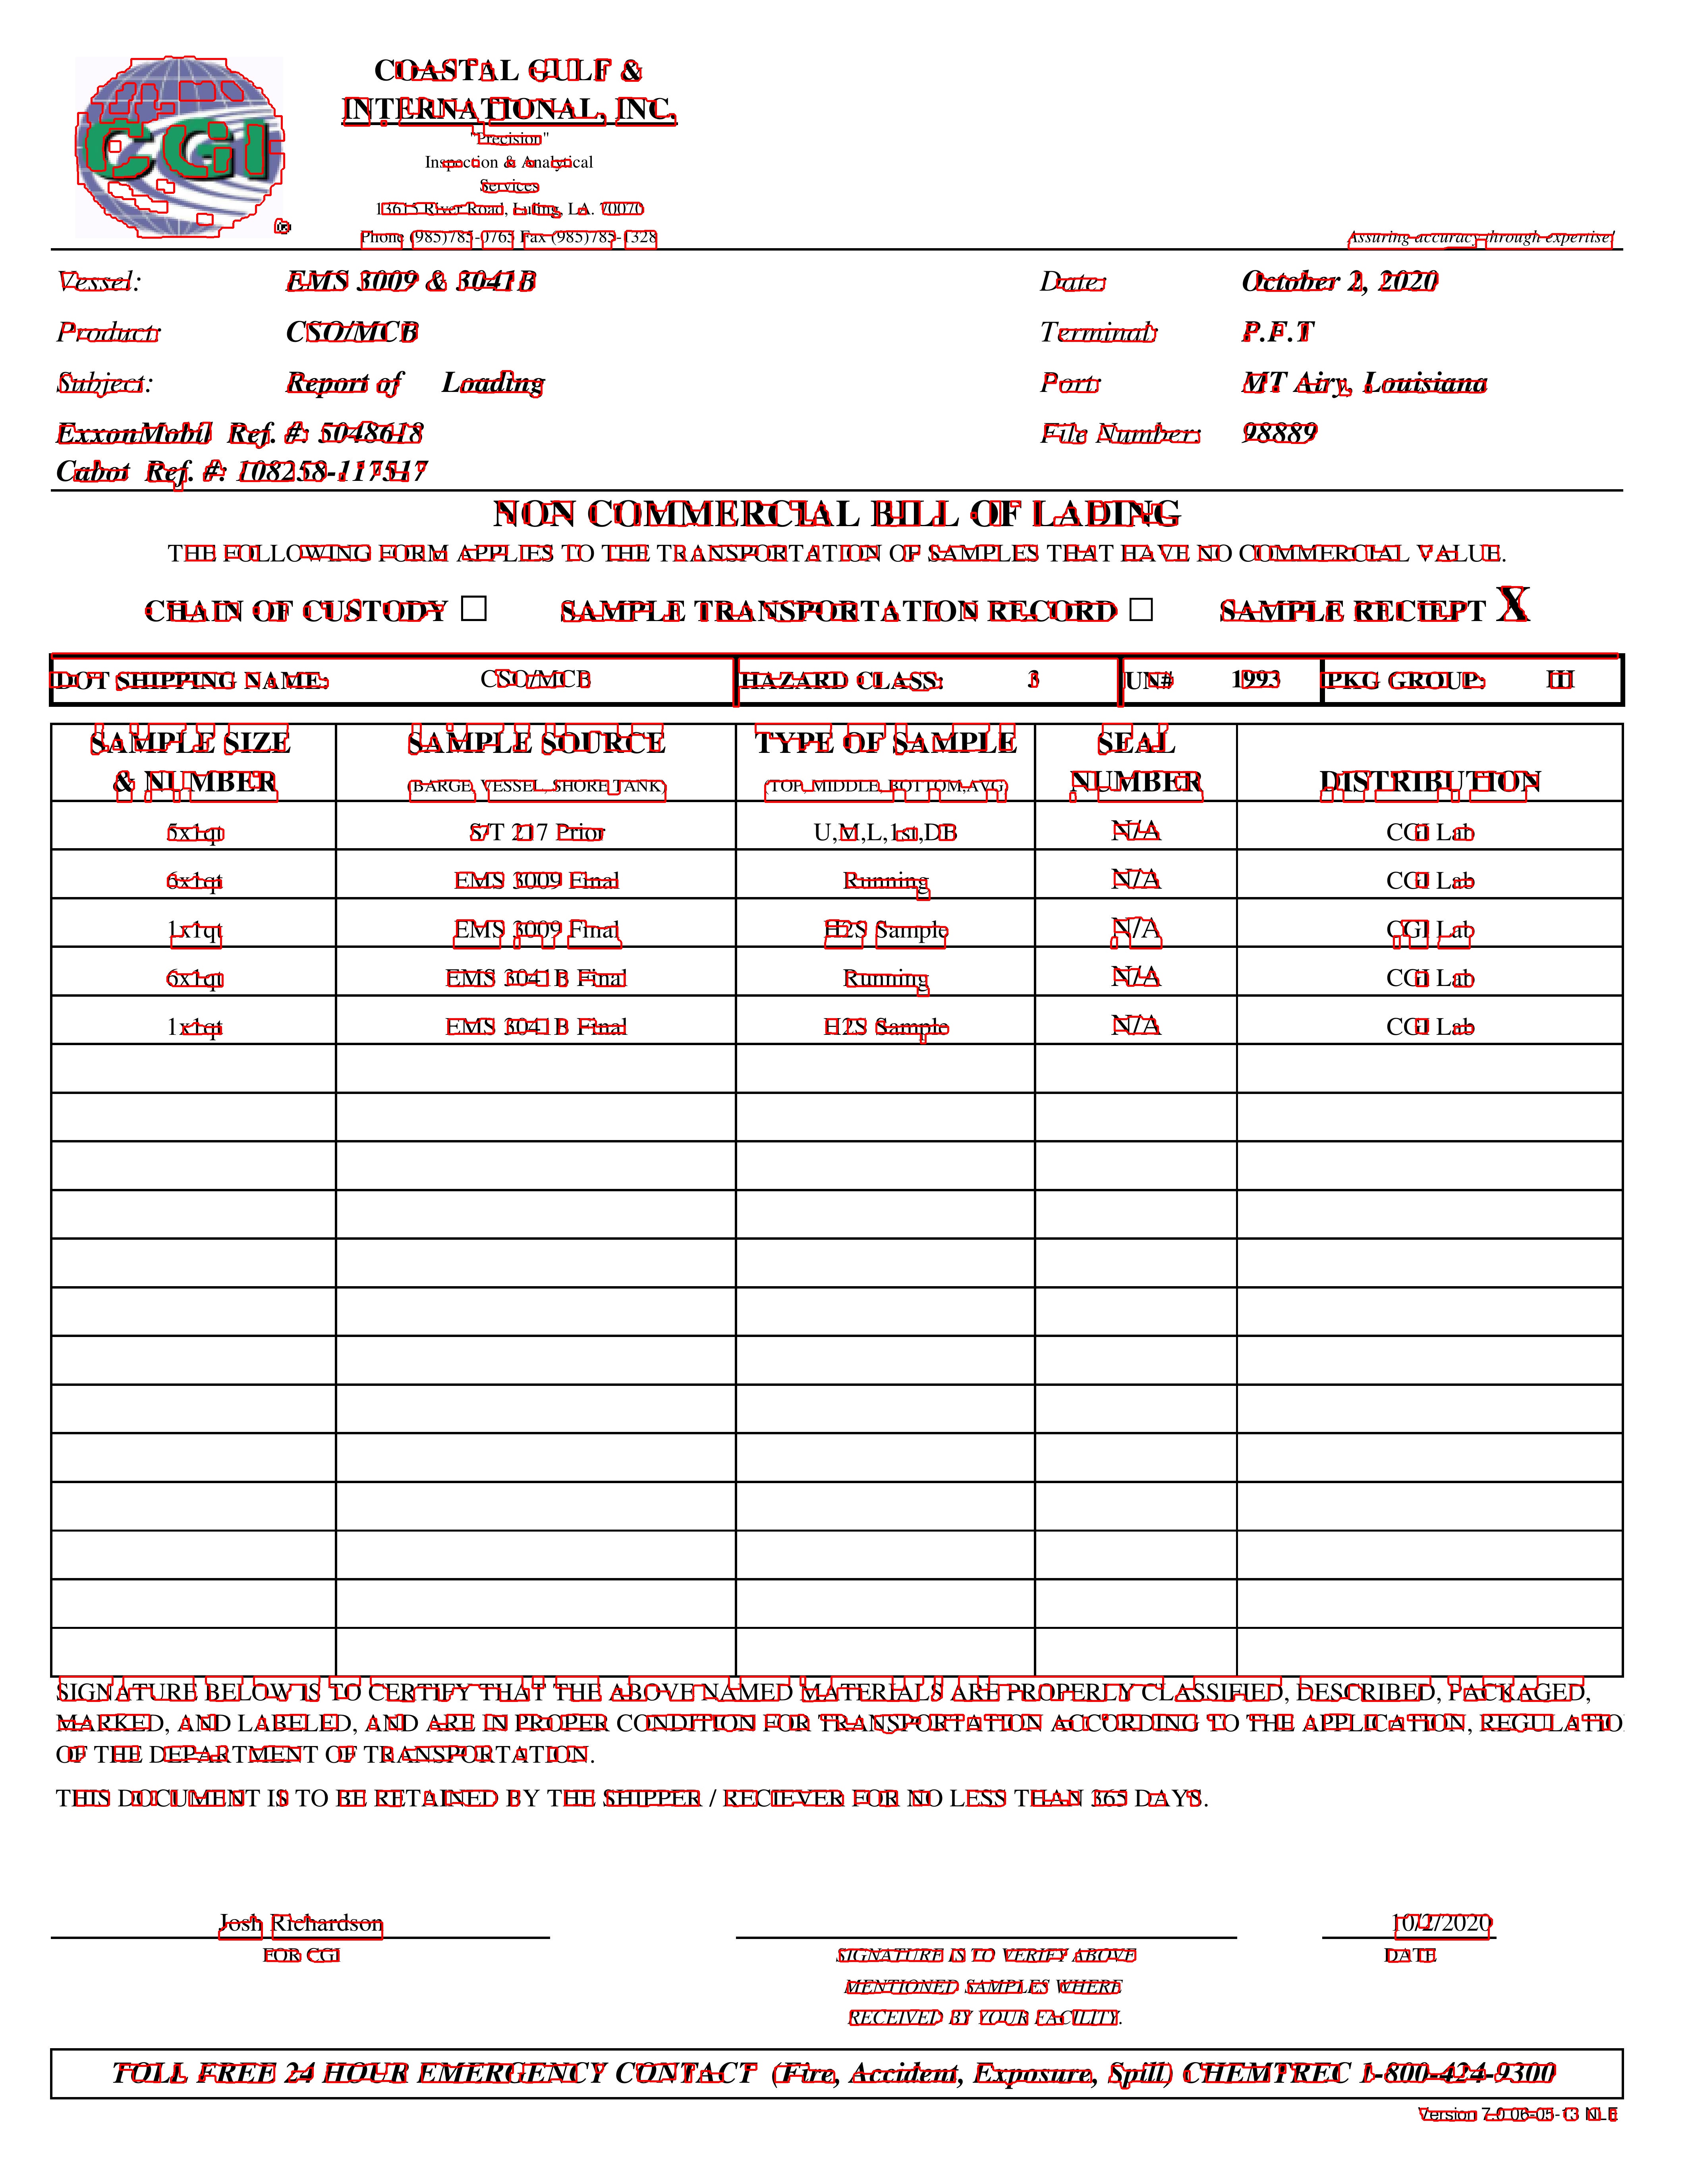 CGI
COASTAL GULF &
INTERNATIONAL, INC.
"Precision"
Inspection & Analytical
Services
13615 River Road, Luling, LA. 70070
Phone (985)785-0765 Fax (985)785-1328
Assuring accuracy through expertise!
Vessel: EMS 3009 & 3041B Date: October 2, 2020
Product: CSO/MCB Terminal: P.F.T
Subject: Report of Loading Port: MT Airy, Louisiana
ExxonMobil Ref. #: 5048618 File Number: 98889
Cabot Ref. #: 108258-117517
NON COMMERCIAL BILL OF LADING
THE FOLLOWING FORM APPLIES TO THE TRANSPORTATION OF SAMPLES THAT HAVE NO COMMERCIAL VALUE.
CHAIN OF CUSTODY ☐ SAMPLE TRANSPORTATION RECORD ☐ SAMPLE RECIEPT X
DOT SHIPPING NAME: CSO/MCB HAZARD CLASS: 3 UN# 1993 PKG GROUP: III
SAMPLE SIZE SAMPLE SOURCE TYPE OF SAMPLE SEAL
& NUMBER (BARGE, VESSEL, SHORE TANK) (TOP, MIDDLE, BOTTOM,AVG) NUMBER DISTRIBUTION
5x1qt S/T 217 Prior U,M,L,1st,DB N/A CGI Lab
6x1qt EMS 3009 Final Running N/A CGI Lab
1x1qt EMS 3009 Final H2S Sample N/A CGI Lab
6x1qt EMS 3041B Final Running N/A CGI Lab
1x1qt EMS 3041B Final H2S Sample N/A CGI Lab
SIGNATURE BELOW IS TO CERTIFY THAT THE ABOVE NAMED MATERIALS ARE PROPERLY CLASSIFIED, DESCRIBED, PACKAGED,
MARKED, AND LABELED, AND ARE IN PROPER CONDITION FOR TRANSPORTATION ACCORDING TO THE APPLICATION, REGULATIO
OF THE DEPARTMENT OF TRANSPORTATION.
THIS DOCUMENT IS TO BE RETAINED BY THE SHIPPER / RECIEVER FOR NO LESS THAN 365 DAYS.
Josh Richardson 10/2/2020
FOR CGI SIGNATURE IS TO VERIFY ABOVE DATE
MENTIONED SAMPLES WHERE
RECEIVED BY YOUR FACILITY.
TOLL FREE 24 HOUR EMERGENCY CONTACT (Fire, Accident, Exposure, Spill) CHEMTREC 1-800-424-9300
Version 7.0 06-05-13 NLE